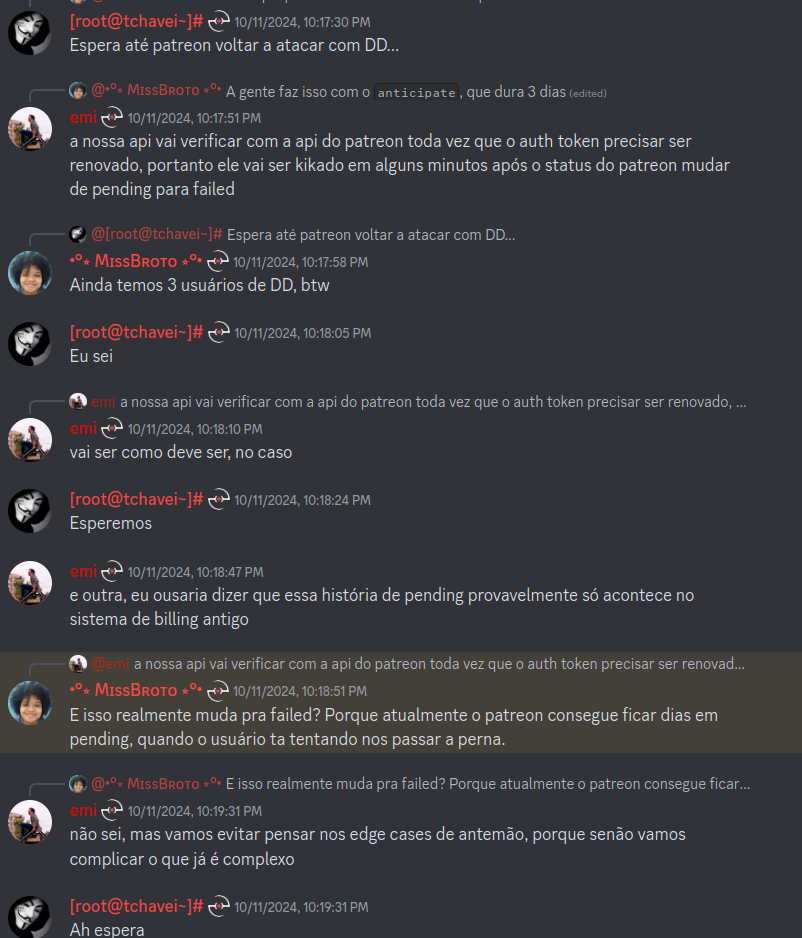 [root@tchavei~]# 10/11/2024, 10:17:30 PM
Espera até patreon voltar a atacar com DD...
@•°⋆ MissBroto ⋆°• A gente faz isso com o anticipate, que dura 3 dias (edited)
emi 10/11/2024, 10:17:51 PM
a nossa api vai verificar com a api do patreon toda vez que o auth token precisar ser
renovado, portanto ele vai ser kikado em alguns minutos após o status do patreon mudar
de pending para failed
@[root@tchavei~]# Espera até patreon voltar a atacar com DD...
•°⋆ MissBroto ⋆°• 10/11/2024, 10:17:58 PM
Ainda temos 3 usuários de DD, btw
[root@tchavei~]# 10/11/2024, 10:18:05 PM
Eu sei
emi a nossa api vai verificar com a api do patreon toda vez que o auth token precisar ser renovado, ...
emi 10/11/2024, 10:18:10 PM
vai ser como deve ser, no caso
[root@tchavei~]# 10/11/2024, 10:18:24 PM
Esperemos
emi 10/11/2024, 10:18:47 PM
e outra, eu ousaria dizer que essa história de pending provavelmente só acontece no
sistema de billing antigo
@emi a nossa api vai verificar com a api do patreon toda vez que o auth token precisar ser renovad...
•°⋆ MissBroto ⋆°• 10/11/2024, 10:18:51 PM
E isso realmente muda pra failed? Porque atualmente o patreon consegue ficar dias em
pending, quando o usuário ta tentando nos passar a perna.
@•°⋆ MissBroto ⋆°• E isso realmente muda pra failed? Porque atualmente o patreon consegue ficar...
emi 10/11/2024, 10:19:31 PM
não sei, mas vamos evitar pensar nos edge cases de antemão, porque senão vamos
complicar o que já é complexo
[root@tchavei~]# 10/11/2024, 10:19:31 PM
Ah espera